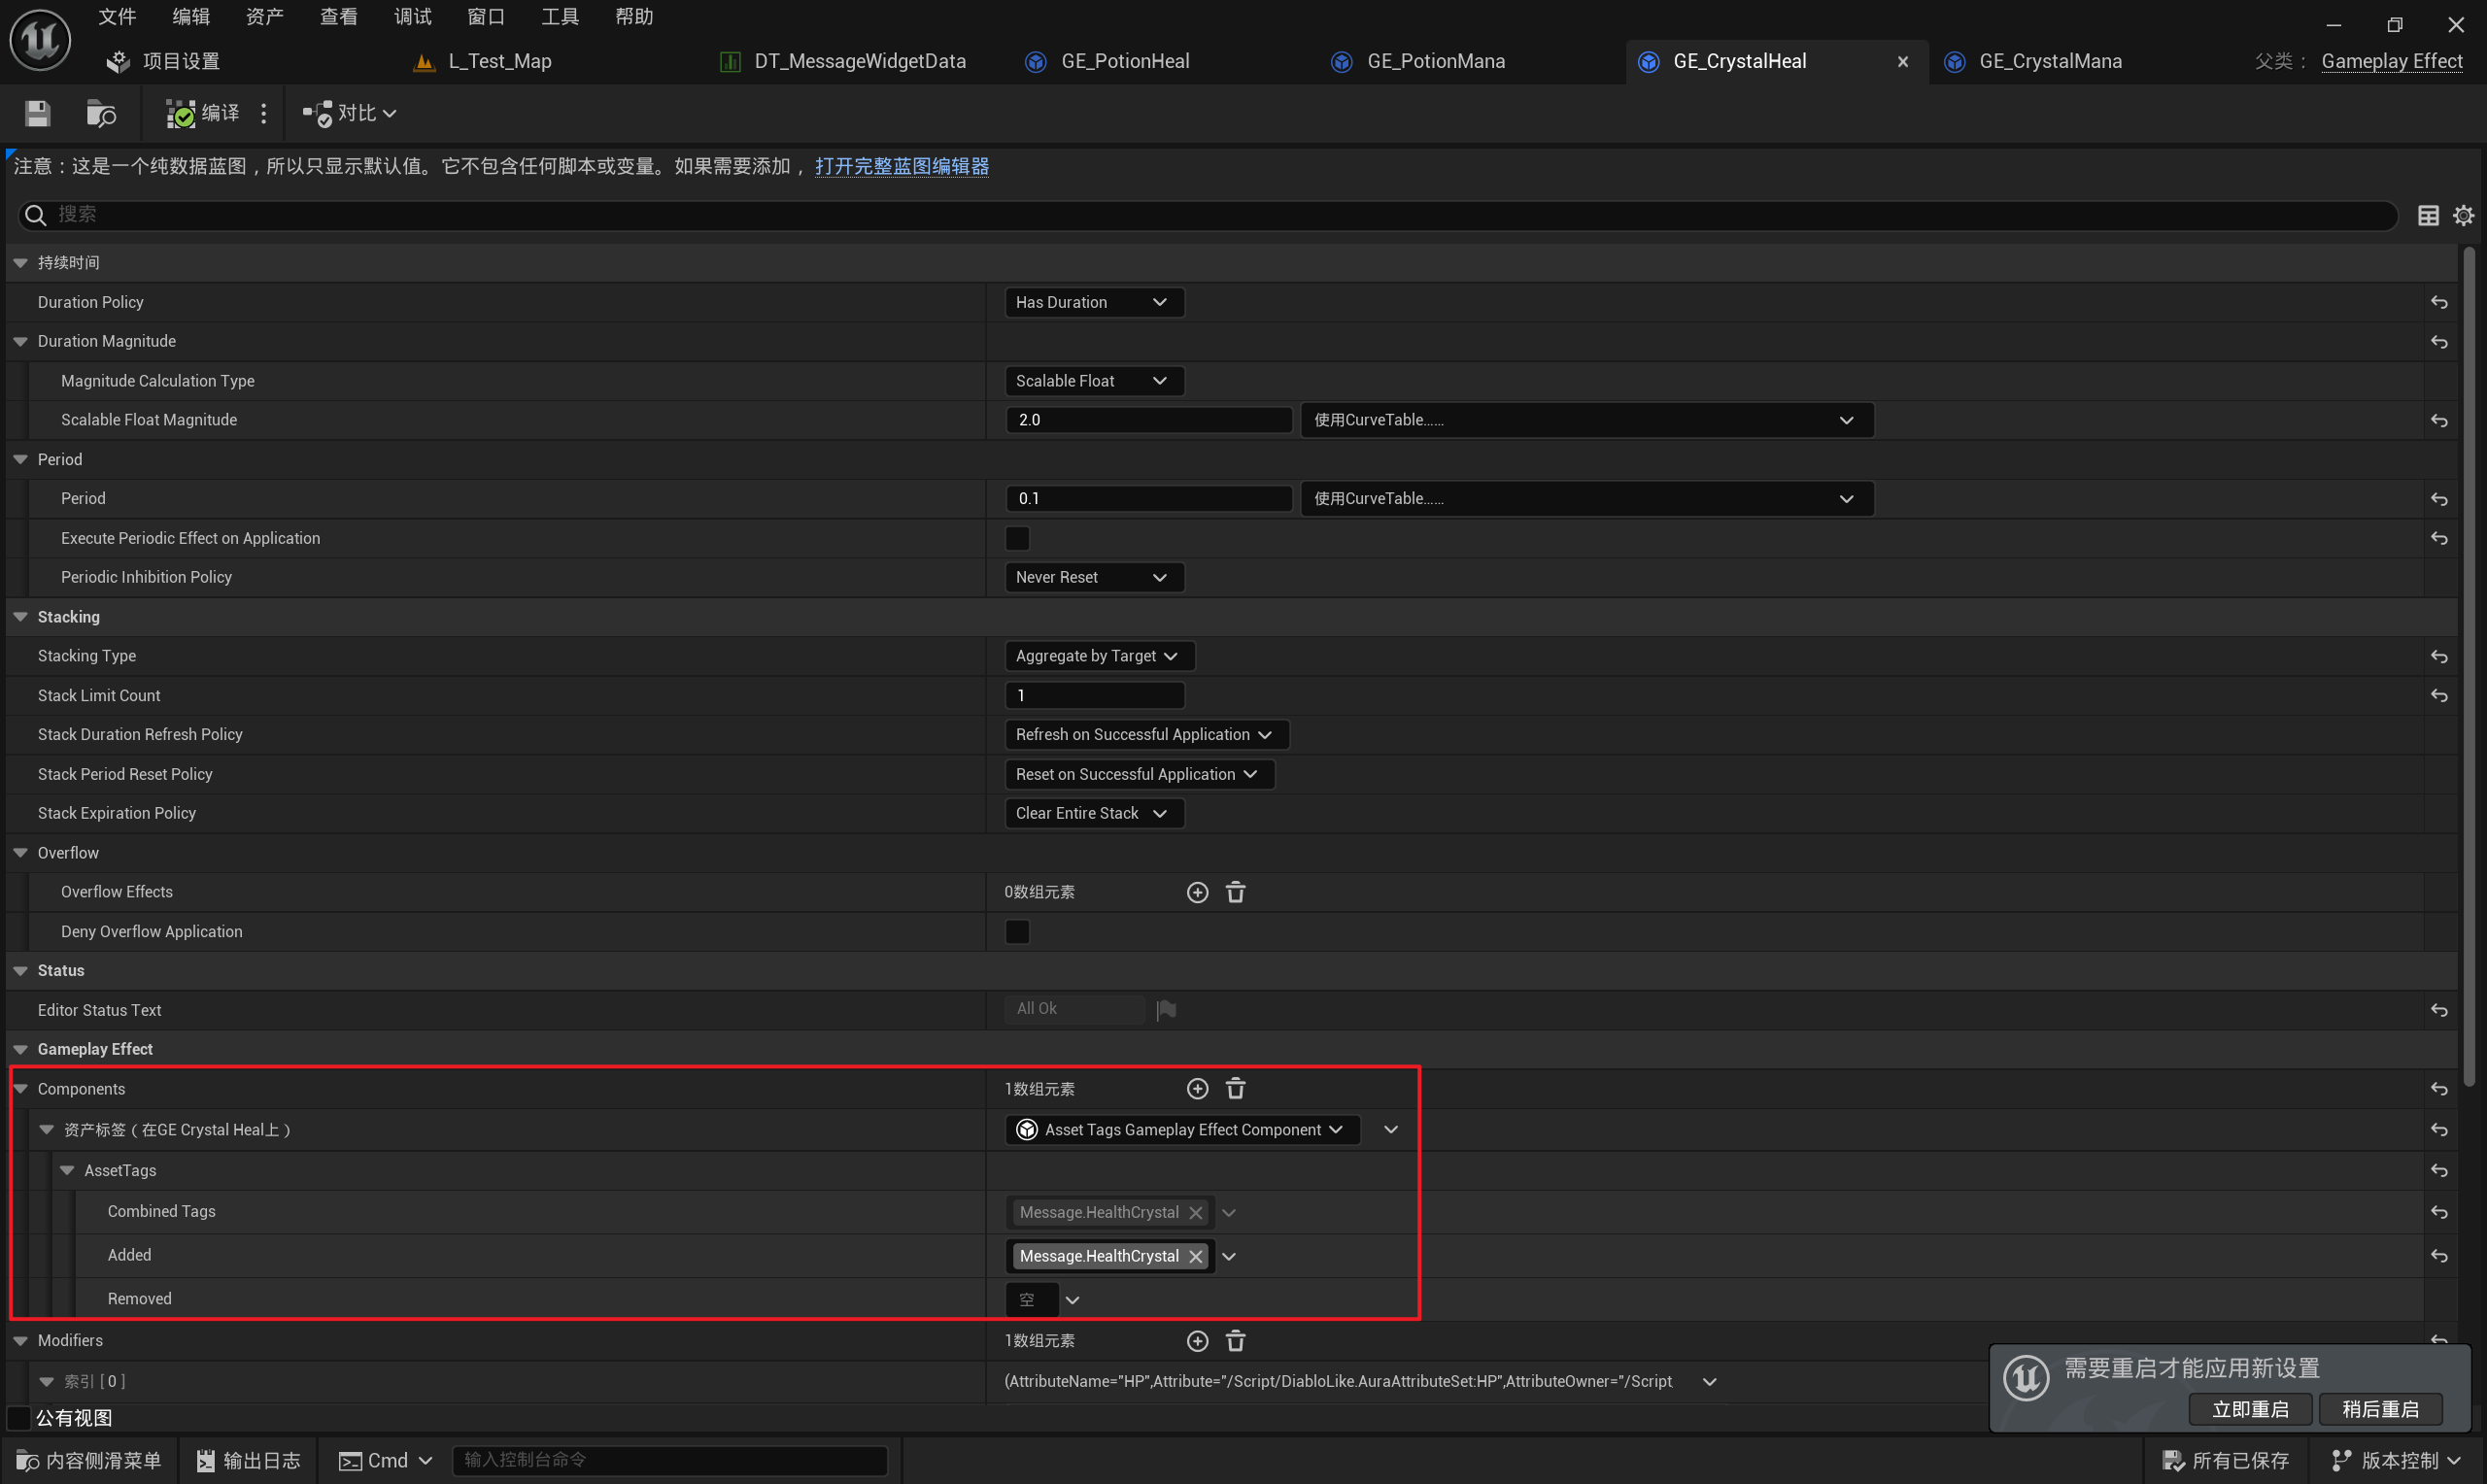 文件 编辑 资产 查看 调试 窗口 工具 帮助
项目设置 L_Test_Map DT_MessageWidgetData GE_PotionHeal GE_PotionMana GE_CrystalHeal GE_CrystalMana 父类： Gameplay Effect
编译 对比
注意：这是一个纯数据蓝图，所以只显示默认值。它不包含任何脚本或变量。如果需要添加，打开完整蓝图编辑器
搜索
持续时间
Duration Policy Has Duration
Duration Magnitude
Magnitude Calculation Type Scalable Float
Scalable Float Magnitude 2.0 使用CurveTable......
Period
Period 0.1 使用CurveTable......
Execute Periodic Effect on Application
Periodic Inhibition Policy Never Reset
Stacking
Stacking Type Aggregate by Target
Stack Limit Count 1
Stack Duration Refresh Policy Refresh on Successful Application
Stack Period Reset Policy Reset on Successful Application
Stack Expiration Policy Clear Entire Stack
Overflow
Overflow Effects 0数组元素
Deny Overflow Application
Status
Editor Status Text All Ok
Gameplay Effect
Components 1数组元素
资产标签（在GE Crystal Heal上） Asset Tags Gameplay Effect Component
AssetTags
Combined Tags Message.HealthCrystal
Added Message.HealthCrystal
Removed 空
Modifiers 1数组元素
索引 [ 0 ] (AttributeName="HP",Attribute="/Script/DiabloLike.AuraAttributeSet:HP",AttributeOwner="/Script
需要重启才能应用新设置
立即重启 稍后重启
公有视图
内容侧滑菜单 输出日志 Cmd 输入控制台命令 所有已保存 版本控制